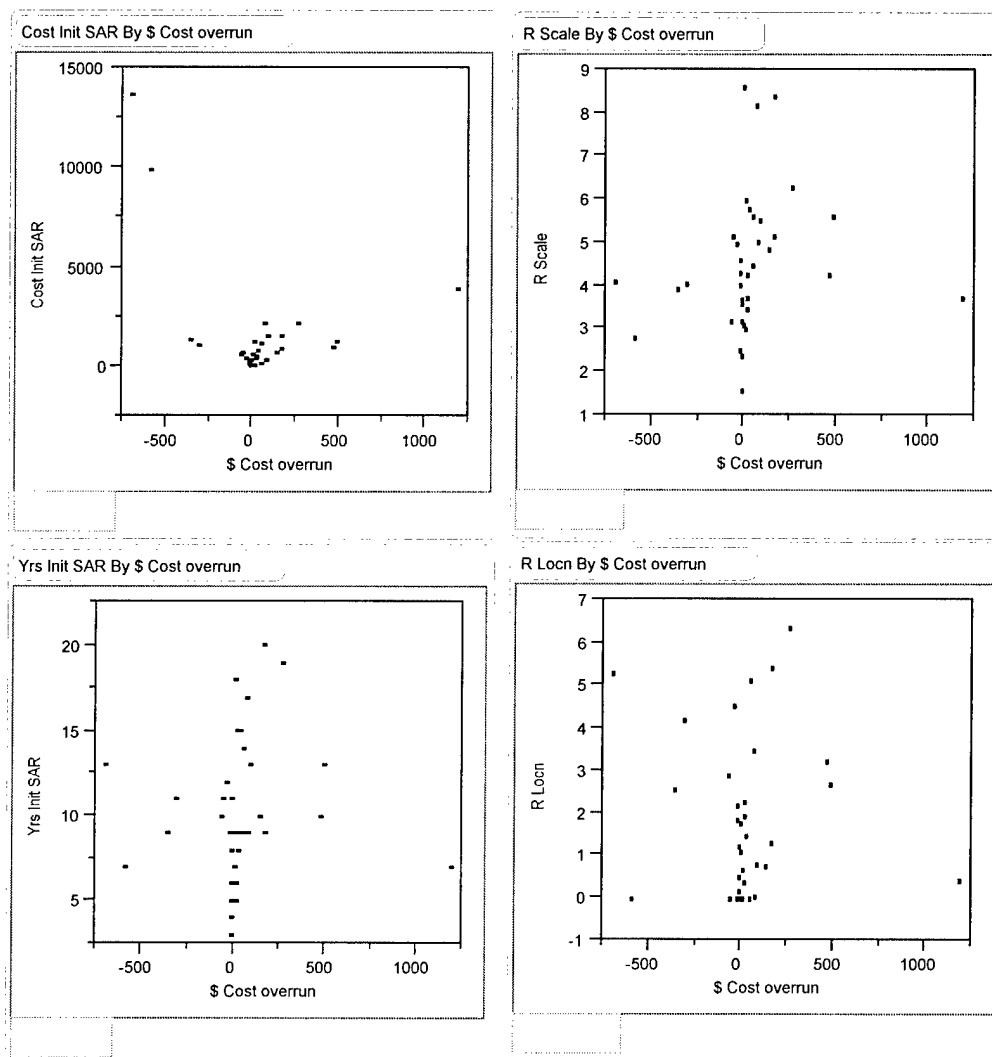 Cost Init SAR By $ Cost overrun
15000
10000
5000
0
Cost Init SAR
-500 0 500 1000
$ Cost overrun
R Scale By $ Cost overrun
9
8
7
6
5
4
3
2
1
R Scale
-500 0 500 1000
$ Cost overrun
Yrs Init SAR By $ Cost overrun
20
15
10
5
Yrs Init SAR
-500 0 500 1000
$ Cost overrun
R Locn By $ Cost overrun
7
6
5
4
3
2
1
0
-1
R Locn
-500 0 500 1000
$ Cost overrun